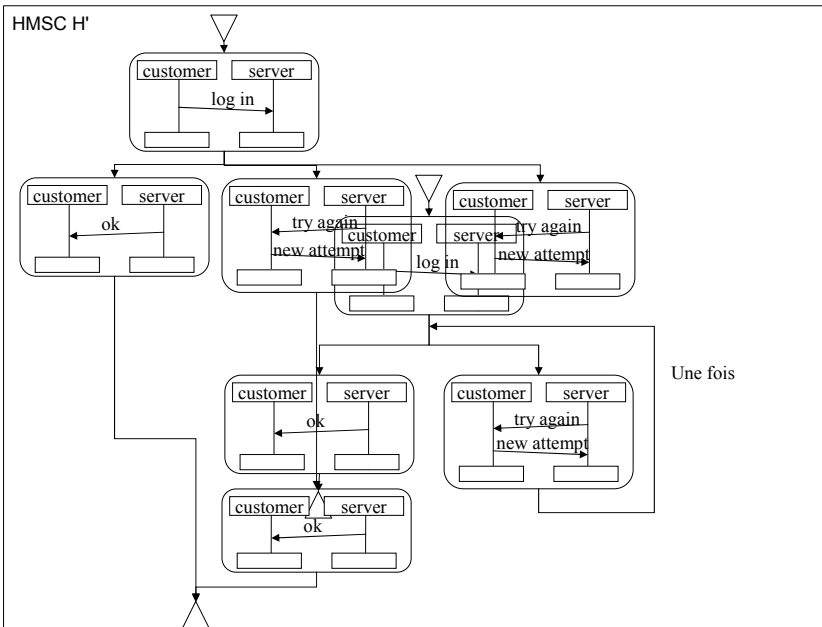 HMSC H'
customer server
log in
customer server
ok
customer server
try again
new attempt
customer server
try again
new attempt
customer server
log in
Une fois
customer server
ok
customer server
try again
new attempt
customer server
ok